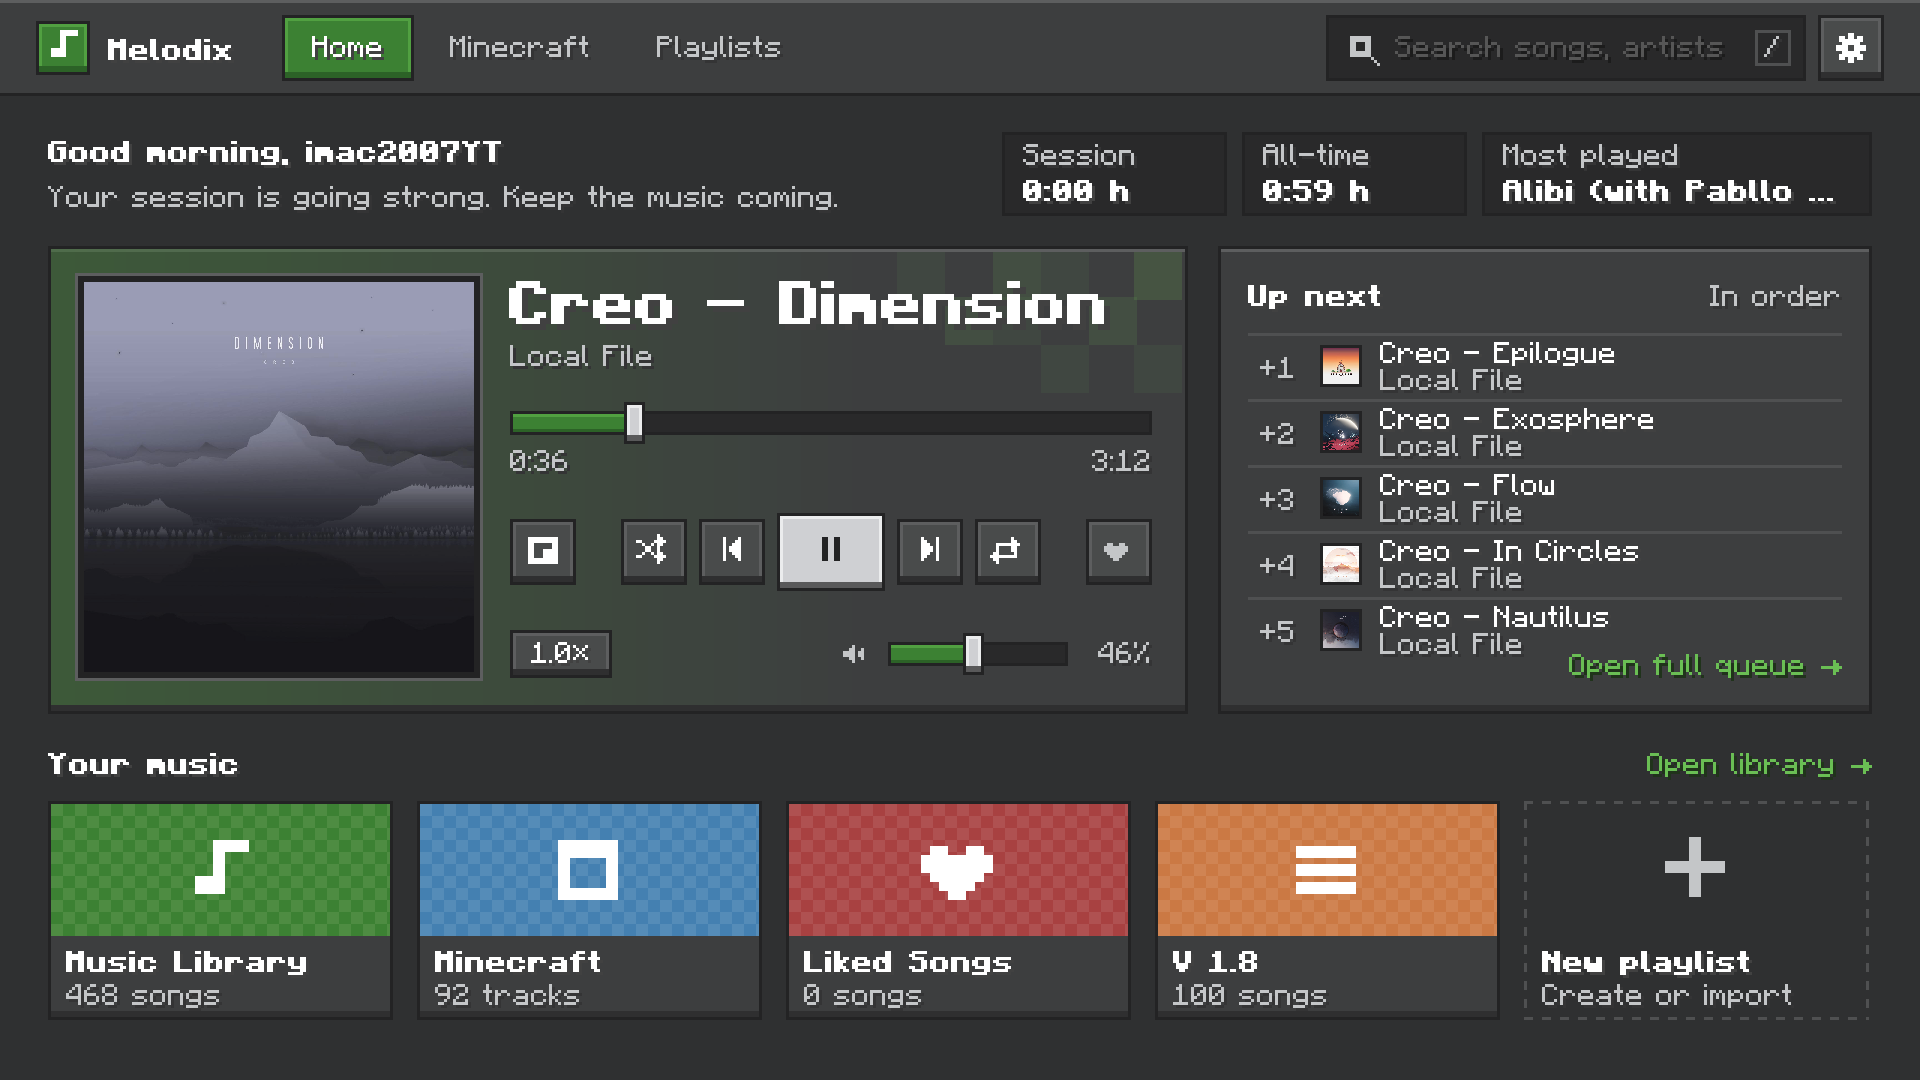 Melodix
Home
Minecraft
Playlists
Search songs, artists
/
Good morning, imac2007YT
Your session is going strong. Keep the music coming.
Session
0:00 h
All-time
0:59 h
Most played
Alibi (with Pabllo ...
DIMENSION
CREO
Creo - Dimension
Local File
0:36
3:12
1.0x
46%
Up next
In order
+1
Creo - Epilogue
Local File
+2
Creo - Exosphere
Local File
+3
Creo - Flow
Local File
+4
Creo - In Circles
Local File
+5
Creo - Nautilus
Local File
Open full queue →
Your music
Open library →
Music Library
468 songs
Minecraft
92 tracks
Liked Songs
0 songs
V 1.8
100 songs
New playlist
Create or import